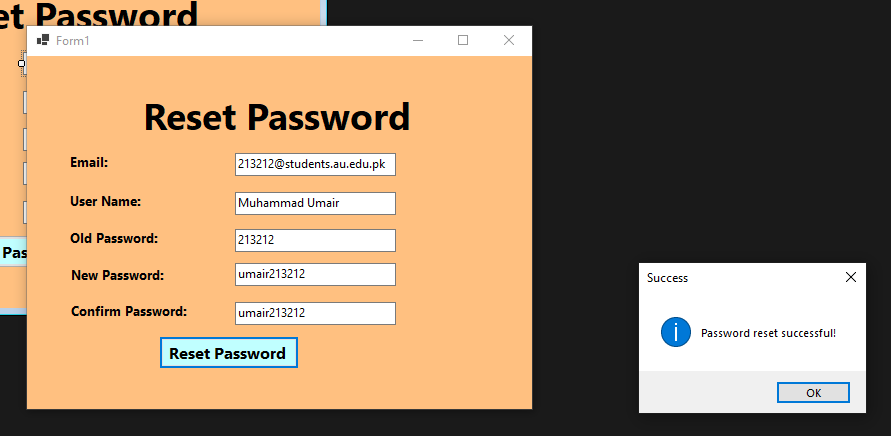 et Password
Form1
Reset Password
Email:
213212@students.au.edu.pk
User Name:
Muhammad Umair
Old Password:
213212
New Password:
umair213212
Confirm Password:
umair213212
Reset Password
Pas
Success
Password reset successful!
OK